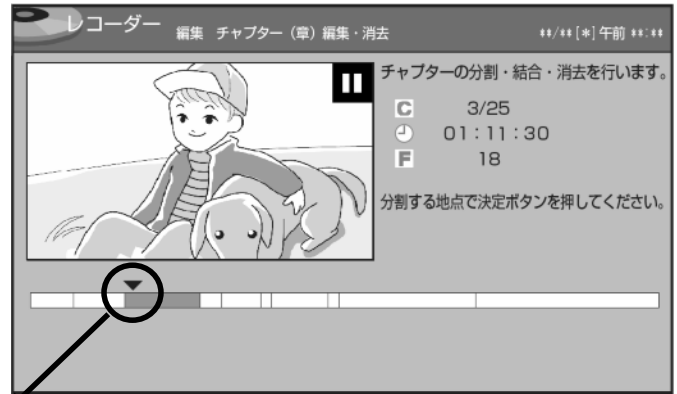 レコーダー 編集 チャプター（章）編集・消去 **/**[*]午前 **:**
チャプターの分割・結合・消去を行います。
C 3/25
01：11：30
F 18
分割する地点で決定ボタンを押してください。